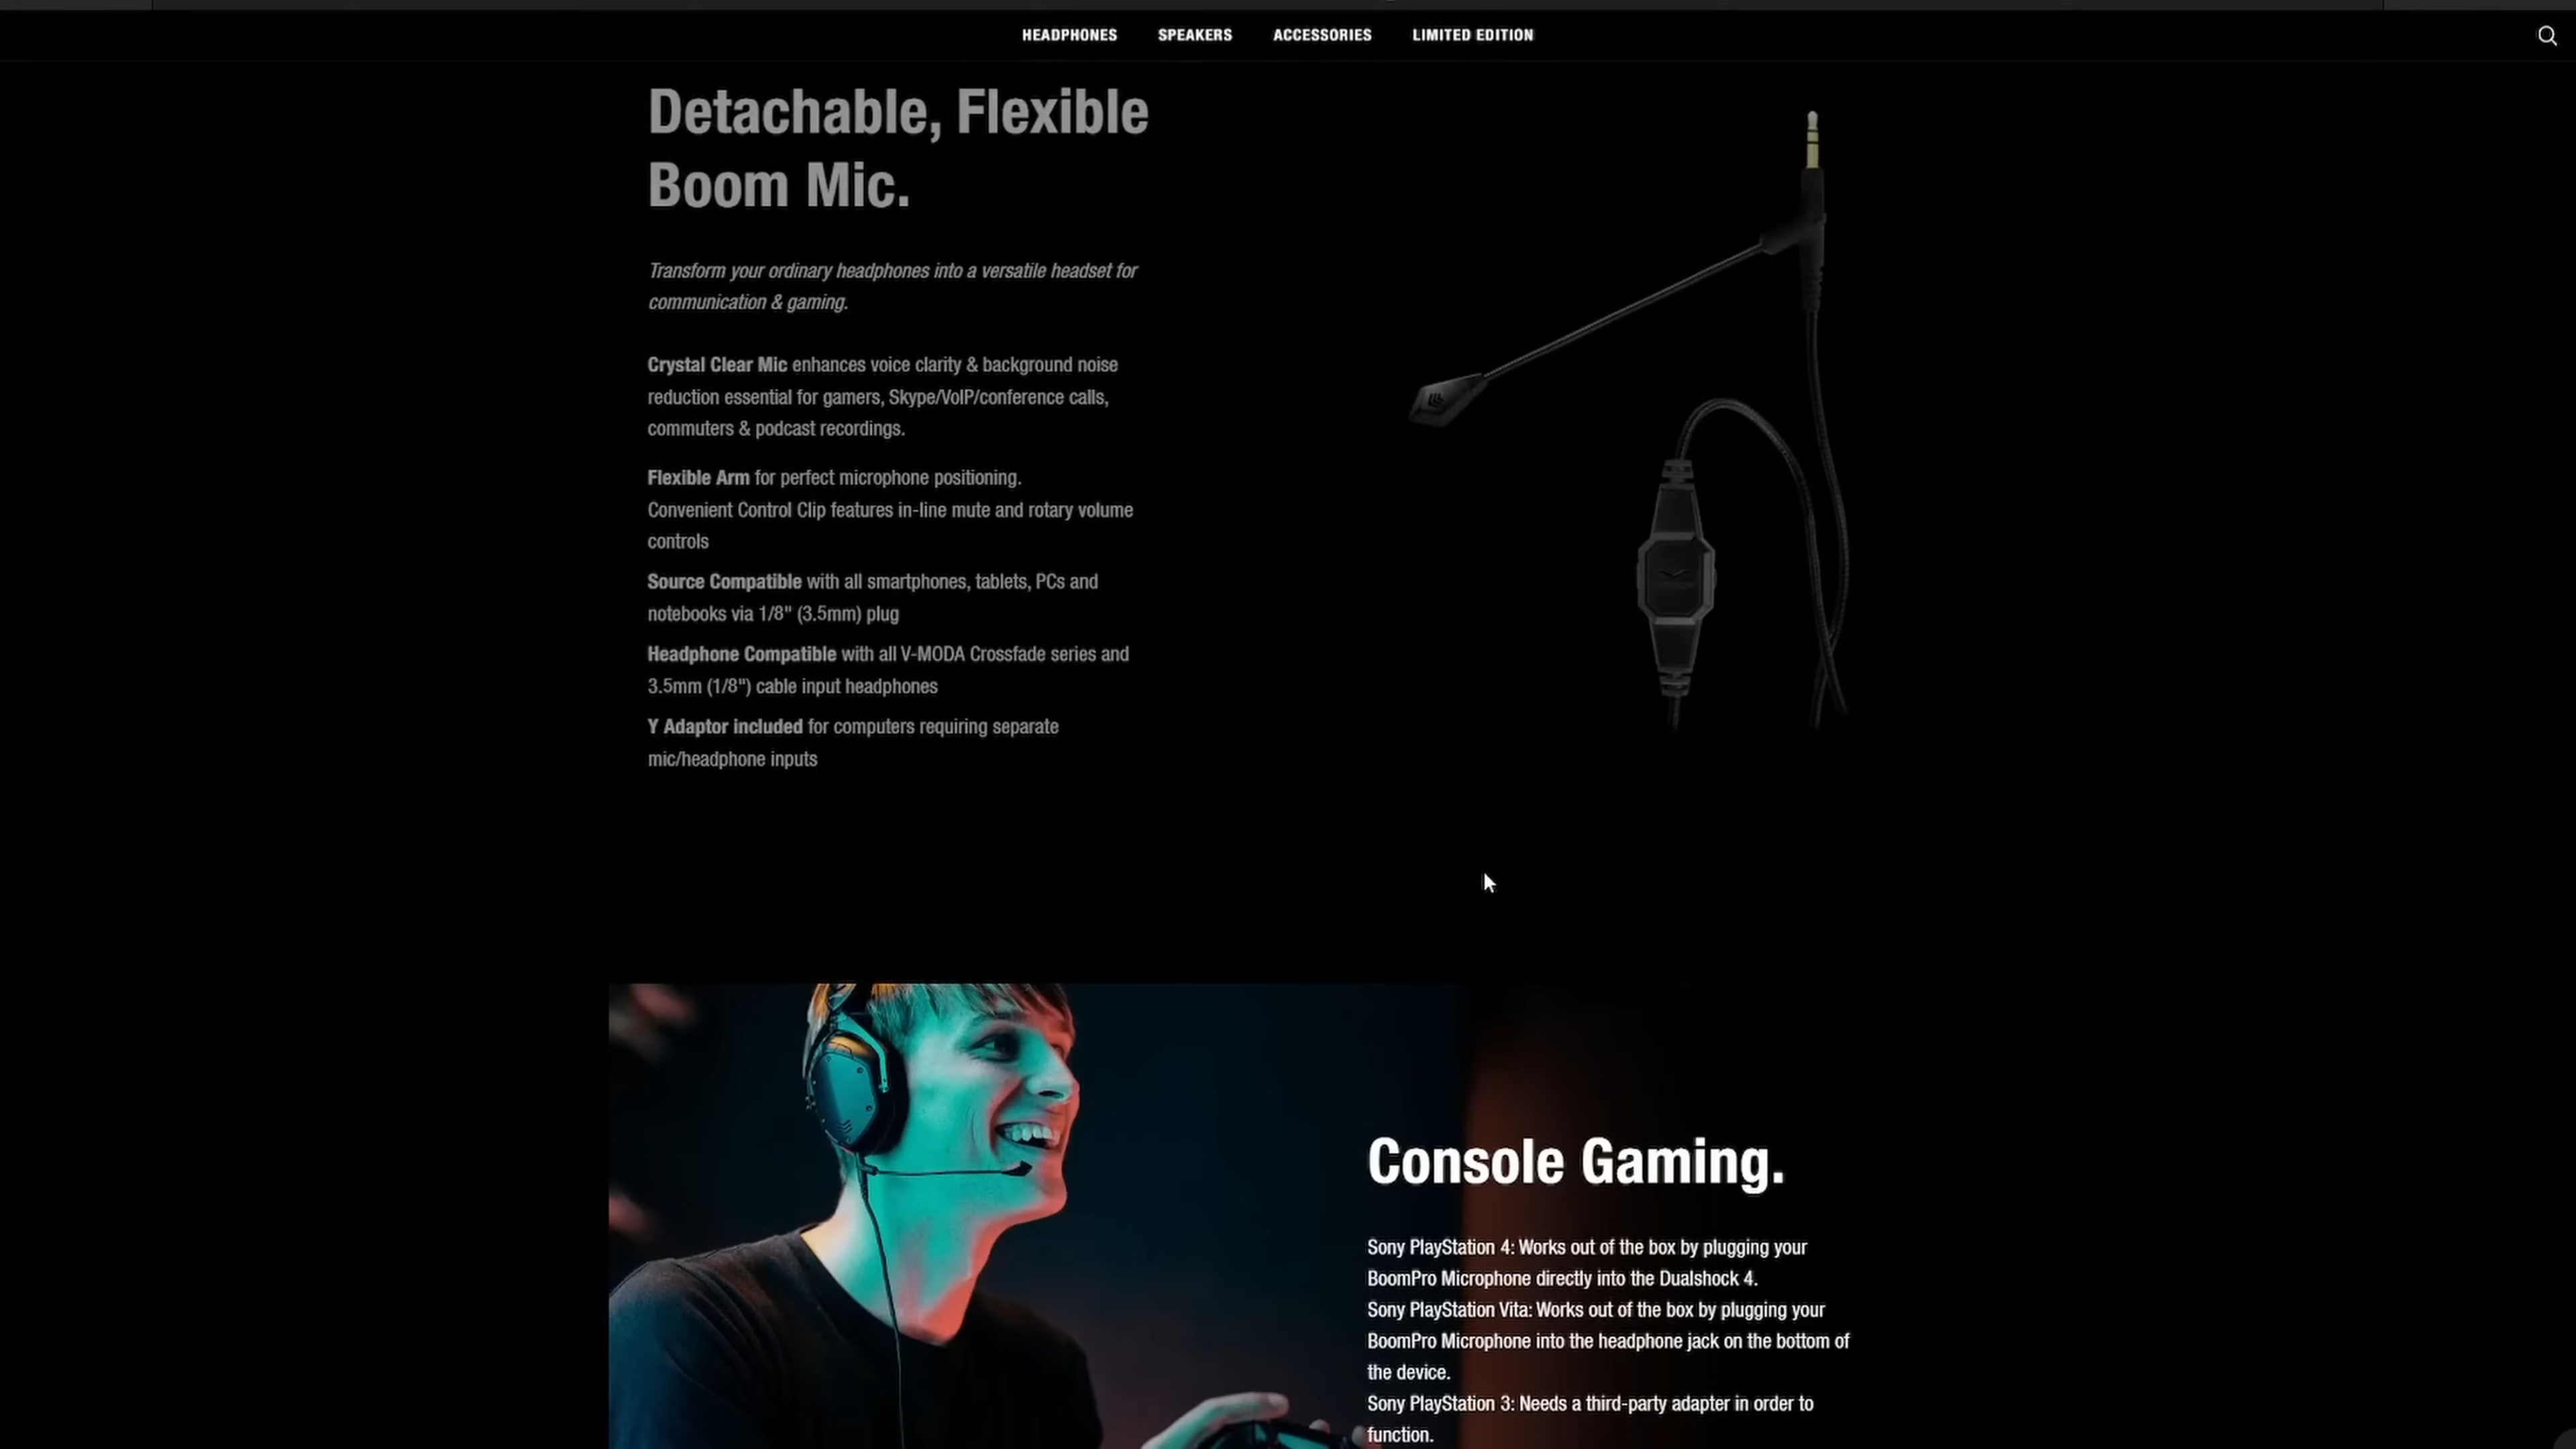 HEADPHONES SPEAKERS ACCESSORIES LIMITED EDITION
Detachable, Flexible
Boom Mic.
Transform your ordinary headphones into a versatile headset for
communication & gaming.
Crystal Clear Mic enhances voice clarity & background noise
reduction essential for gamers, Skype/VoIP/conference calls,
commuters & podcast recordings.
Flexible Arm for perfect microphone positioning.
Convenient Control Clip features in-line mute and rotary volume
controls
Source Compatible with all smartphones, tablets, PCs and
notebooks via 1/8" (3.5mm) plug
Headphone Compatible with all V-MODA Crossfade series and
3.5mm (1/8") cable input headphones
Y Adaptor included for computers requiring separate
mic/headphone inputs
Console Gaming.
Sony PlayStation 4: Works out of the box by plugging your
BoomPro Microphone directly into the Dualshock 4.
Sony PlayStation Vita: Works out of the box by plugging your
BoomPro Microphone into the headphone jack on the bottom of
the device.
Sony PlayStation 3: Needs a third-party adapter in order to
function.